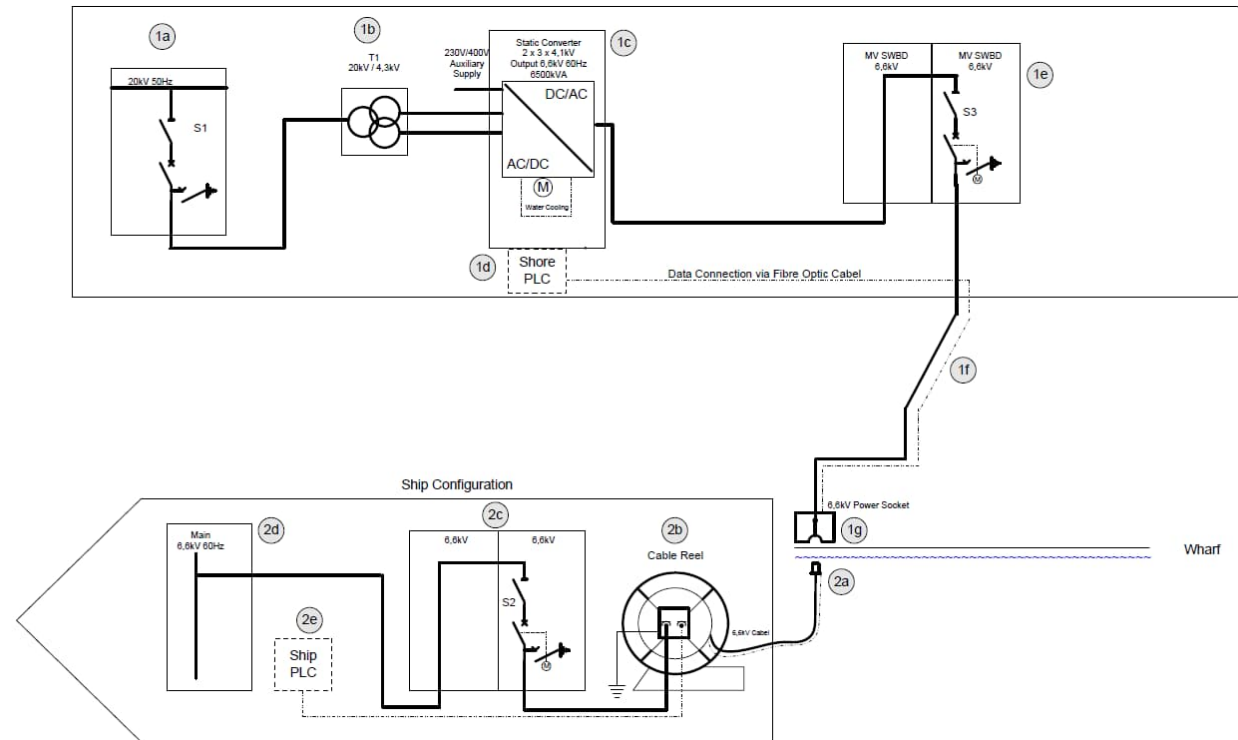 1a
20kV 50Hz
S1
1b
T1
20kV / 4,3kV
230V/400V
Auxiliary
Supply
Static Converter
2 x 3 x 4,1kV
Output 6,6kV 60Hz
6500kVA
1c
DC/AC
AC/DC
M
Water Cooling
1d
Shore
PLC
Data Connection via Fibre Optic Cabel
MV SWBD
6,6kV
MV SWBD
6,6kV
1e
S3
M
1f
6,6kV Power Socket
1g
Wharf
2a
Ship Configuration
Main
6,6kV 60Hz
2d
2e
Ship
PLC
2c
6,6kV
6,6kV
S2
M
2b
Cable Reel
6,6kV Cabel